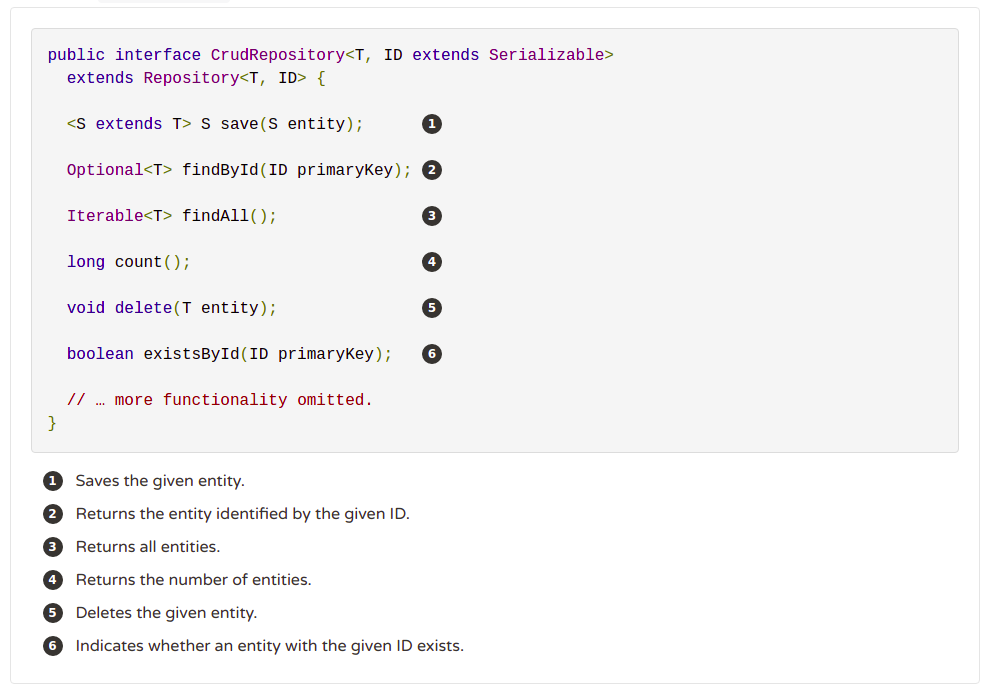 public interface CrudRepository<T, ID extends Serializable>
extends Repository<T, ID> {
<S extends T> S save(S entity); 1
Optional<T> findById(ID primaryKey); 2
Iterable<T> findAll(); 3
long count(); 4
void delete(T entity); 5
boolean existsById(ID primaryKey); 6
// … more functionality omitted.
}
1 Saves the given entity.
2 Returns the entity identified by the given ID.
3 Returns all entities.
4 Returns the number of entities.
5 Deletes the given entity.
6 Indicates whether an entity with the given ID exists.